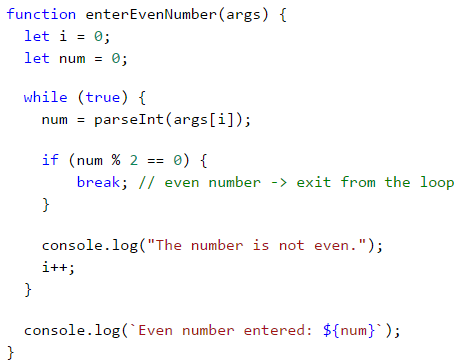 function enterEvenNumber(args) {
  let i = 0;
  let num = 0;

  while (true) {
    num = parseInt(args[i]);

    if (num % 2 == 0) {
        break; // even number -> exit from the loop
    }

    console.log("The number is not even.");
    i++;
  }

  console.log(`Even number entered: ${num}`);
}